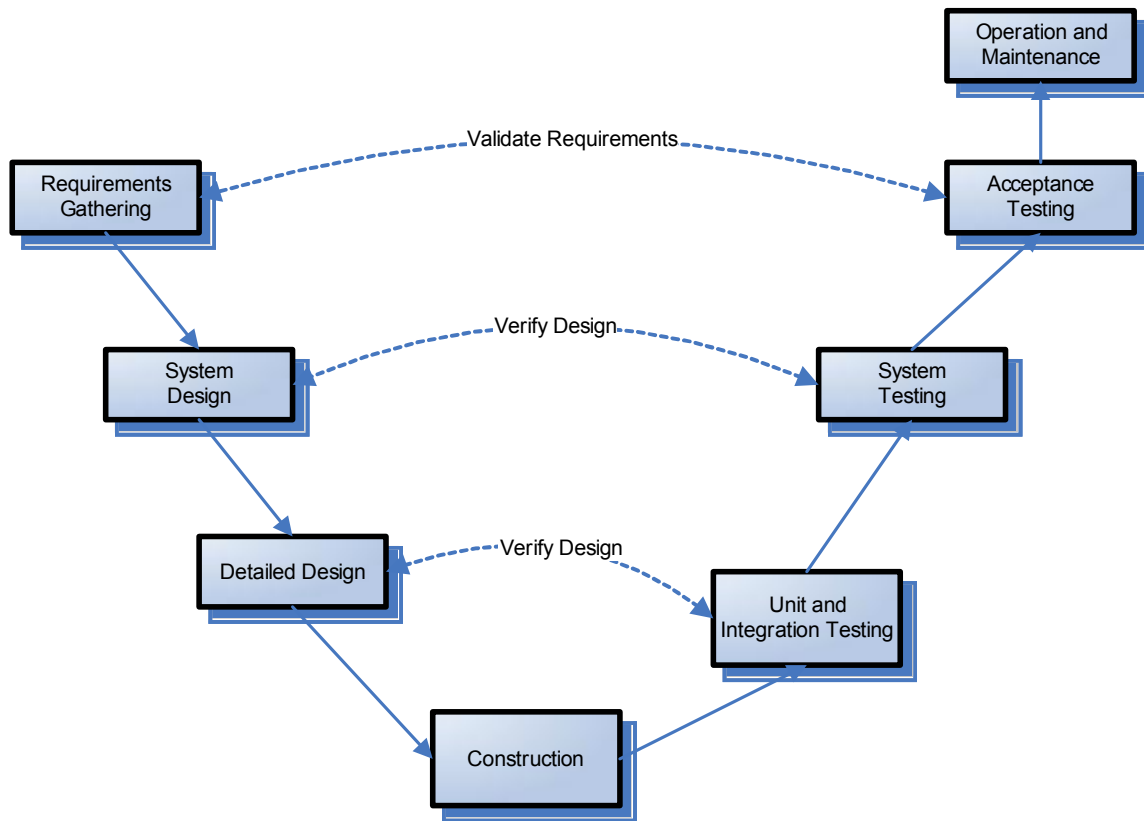 Operation and
Maintenance
Validate Requirements
Requirements
Gathering
Acceptance
Testing
Verify Design
System
Design
System
Testing
Verify Design
Detailed Design
Unit and
Integration Testing
Construction